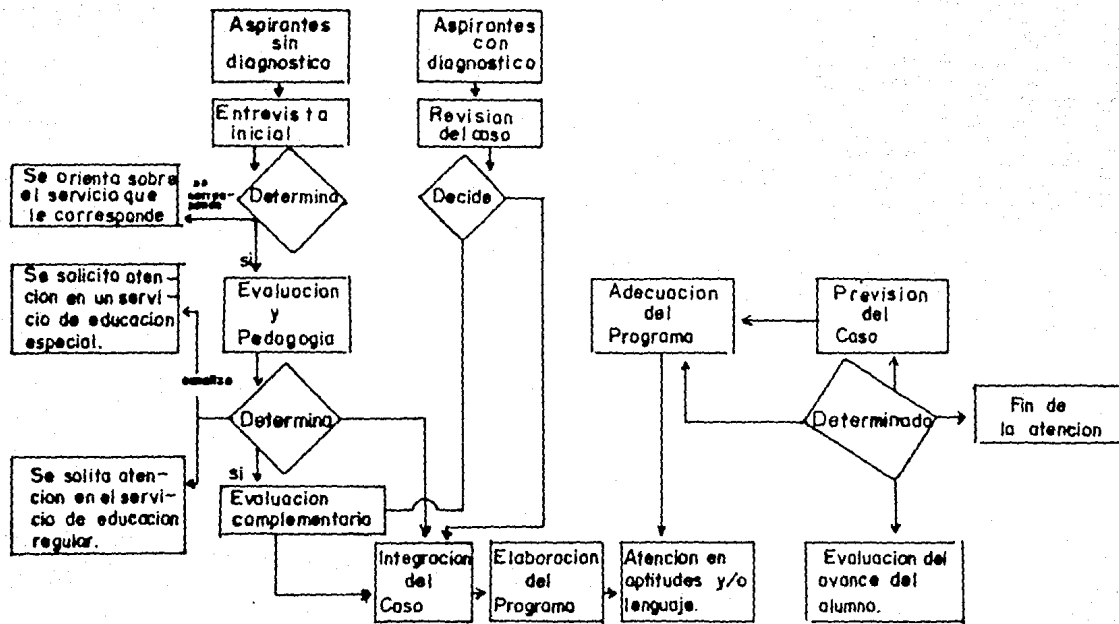 Aspirantes
sin
diagnostica
Aspirantes
con
diagnostico
Entrevista
inicial
Revision
del caso
Se orienta sobre
el servicio que
le corresponde
Determina
Decide
si
Se solicita aten-
cion en un servi-
cio de educacion
especial.
Evaluacion
y
Pedagogia
Adecuacion
del
Programa
Prevision
del
Caso
canaliza
Determina
Determinado
Fin de
la atencion
si
Se solita aten-
cion en el servi-
cio de educacion
regular.
Evaluacion
complementaria
Integracion
del
Caso
Elaboracion
del
Programa
Atencion en
aptitudes y/o
lenguaje.
Evaluacion del
avance del
alumno.